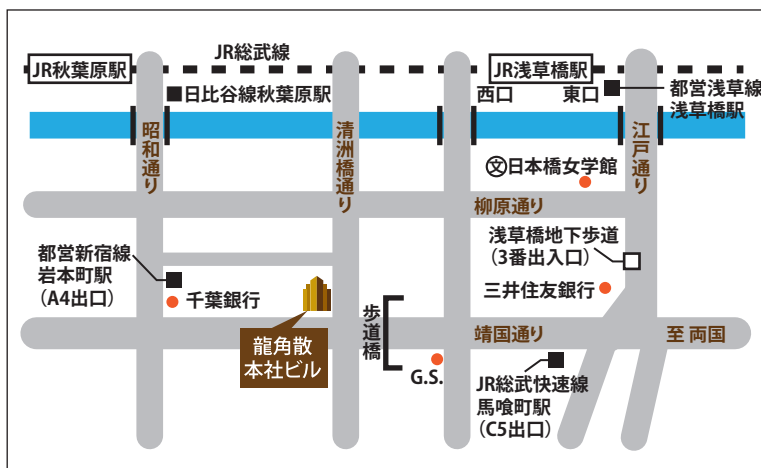 JR総武線
JR秋葉原駅
JR浅草橋駅
■日比谷線秋葉原駅
西口
東口
都営浅草線
浅草橋駅
昭和通り
清洲橋通り
江戸通り
㊛日本橋女学館
柳原通り
都営新宿線
岩本町駅
(A4出口)
浅草橋地下歩道
(3番出入口)
千葉銀行
三井住友銀行
歩道橋
靖国通り
至 両国
龍角散
本社ビル
G.S.
JR総武快速線
馬喰町駅
(C5出口)